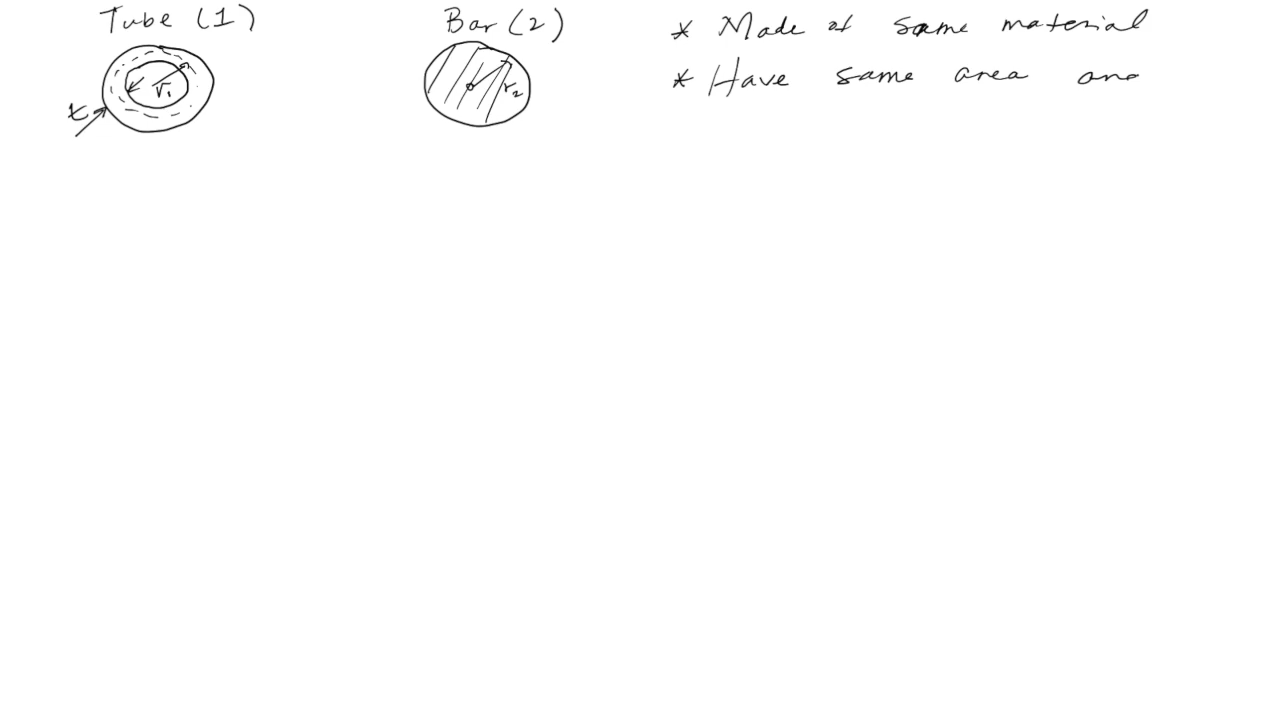 Tube (1)
Bar (2)
* Made of same material
* Have same area and
t
r₁
r₂